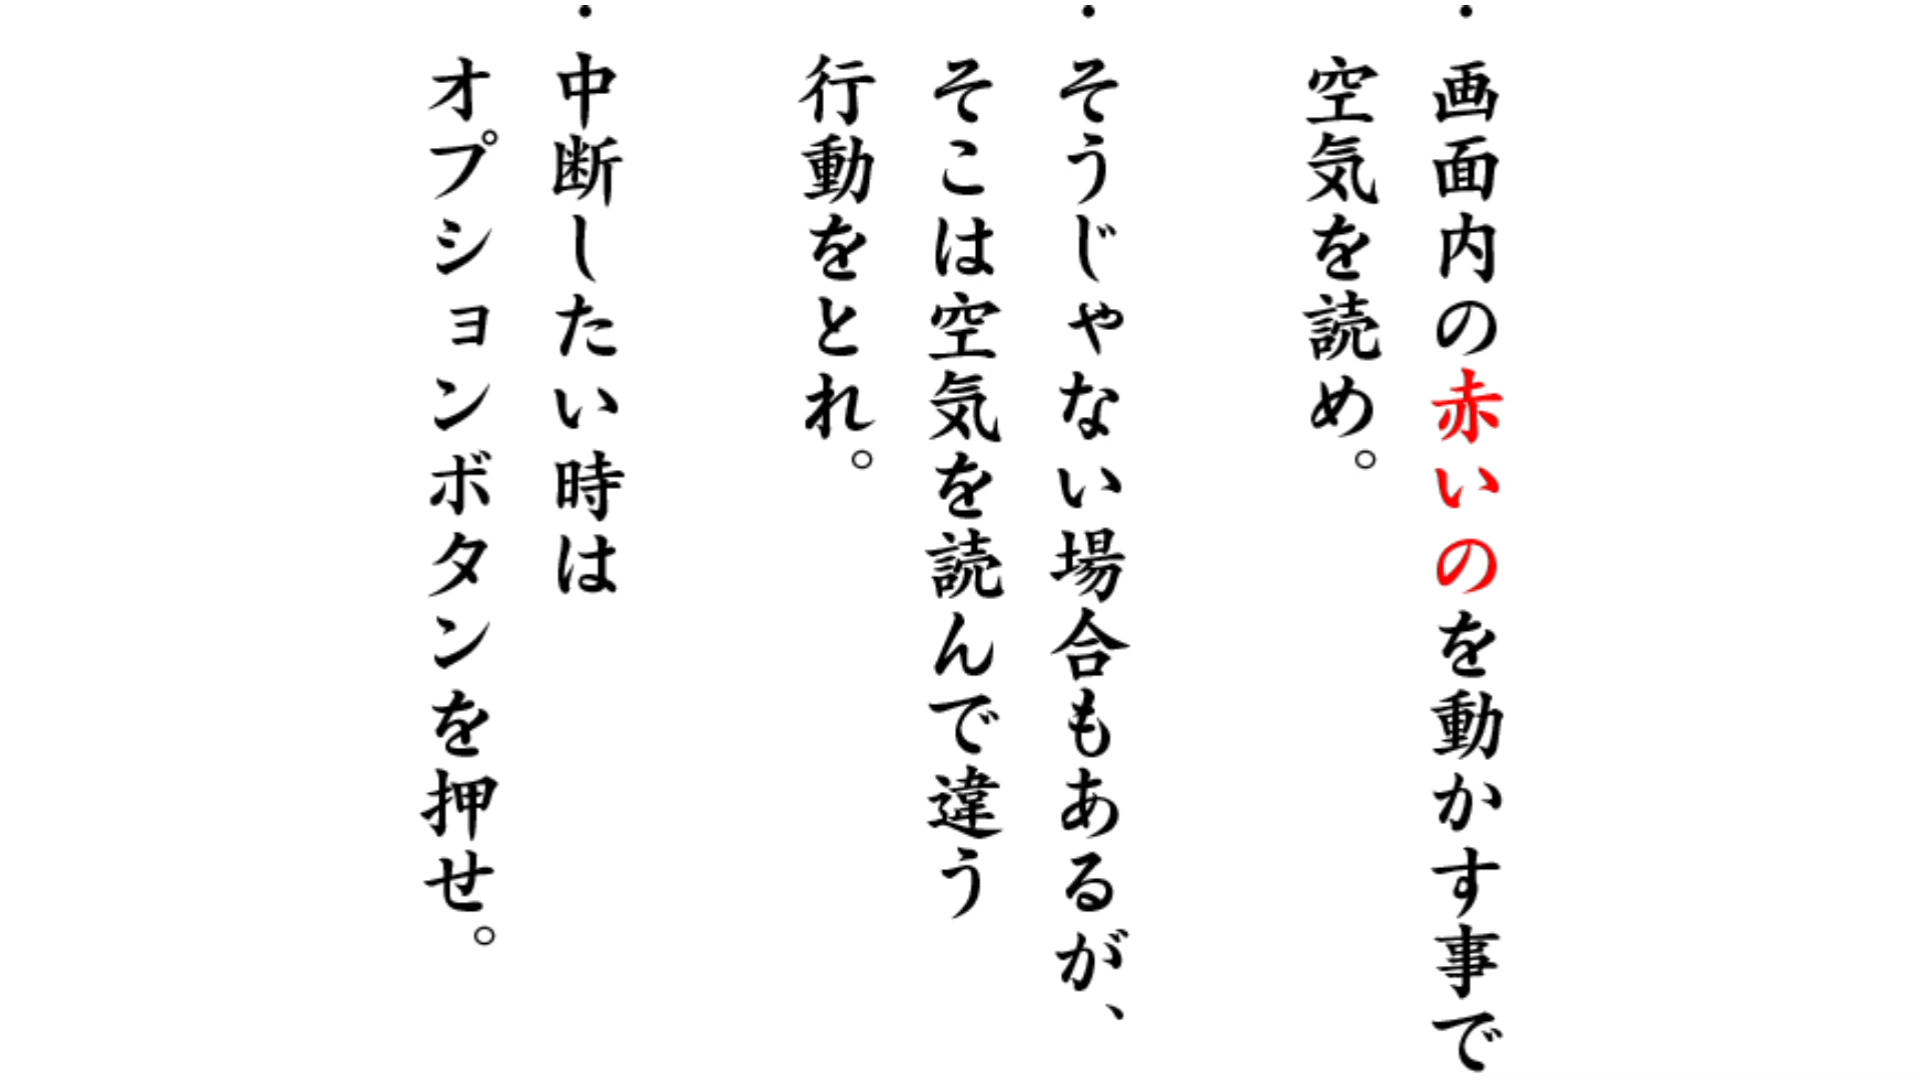 ・画面内の赤いのを動かす事で
空気を読め。
・そうじゃない場合もあるが、
そこは空気を読んで違う
行動をとれ。
・中断したい時は
オプションボタンを押せ。